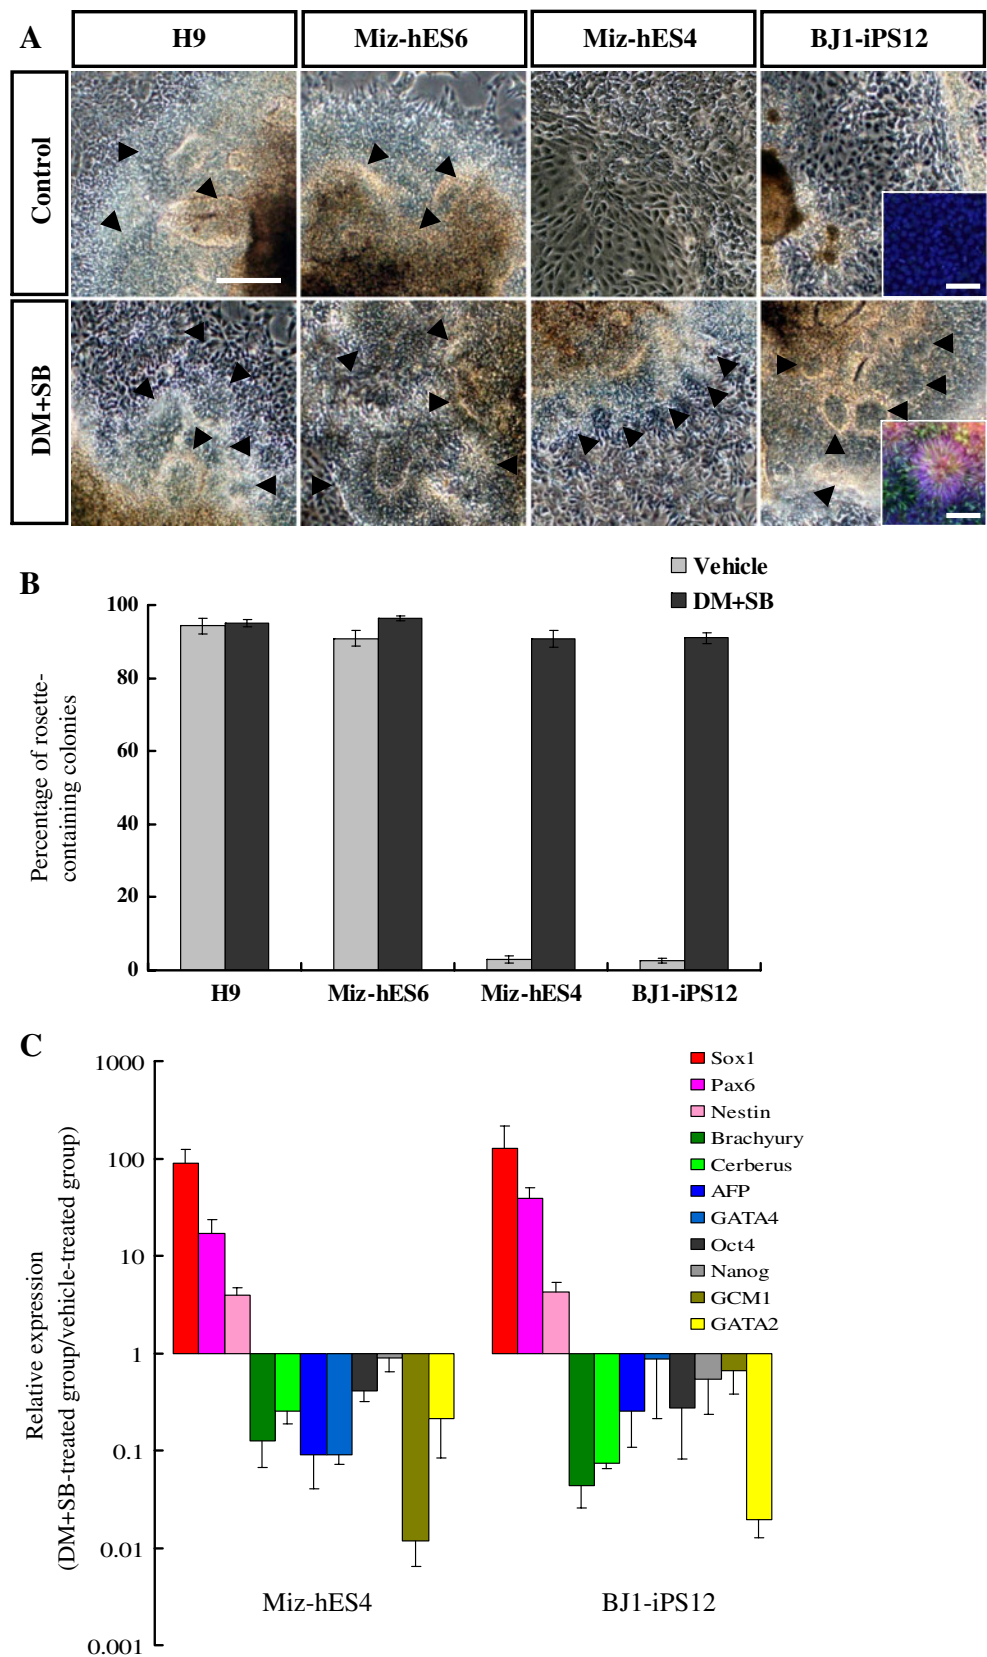 A
H9
Miz-hES6
Miz-hES4
BJ1-iPS12
Control
DM+SB
B
Vehicle
DM+SB
Percentage of rosette-
containing colonies
100
80
60
40
20
0
H9
Miz-hES6
Miz-hES4
BJ1-iPS12
C
Relative expression
(DM+SB-treated group/vehicle-treated group)
1000
100
10
1
0.1
0.01
0.001
Sox1
Pax6
Nestin
Brachyury
Cerberus
AFP
GATA4
Oct4
Nanog
GCM1
GATA2
Miz-hES4
BJ1-iPS12